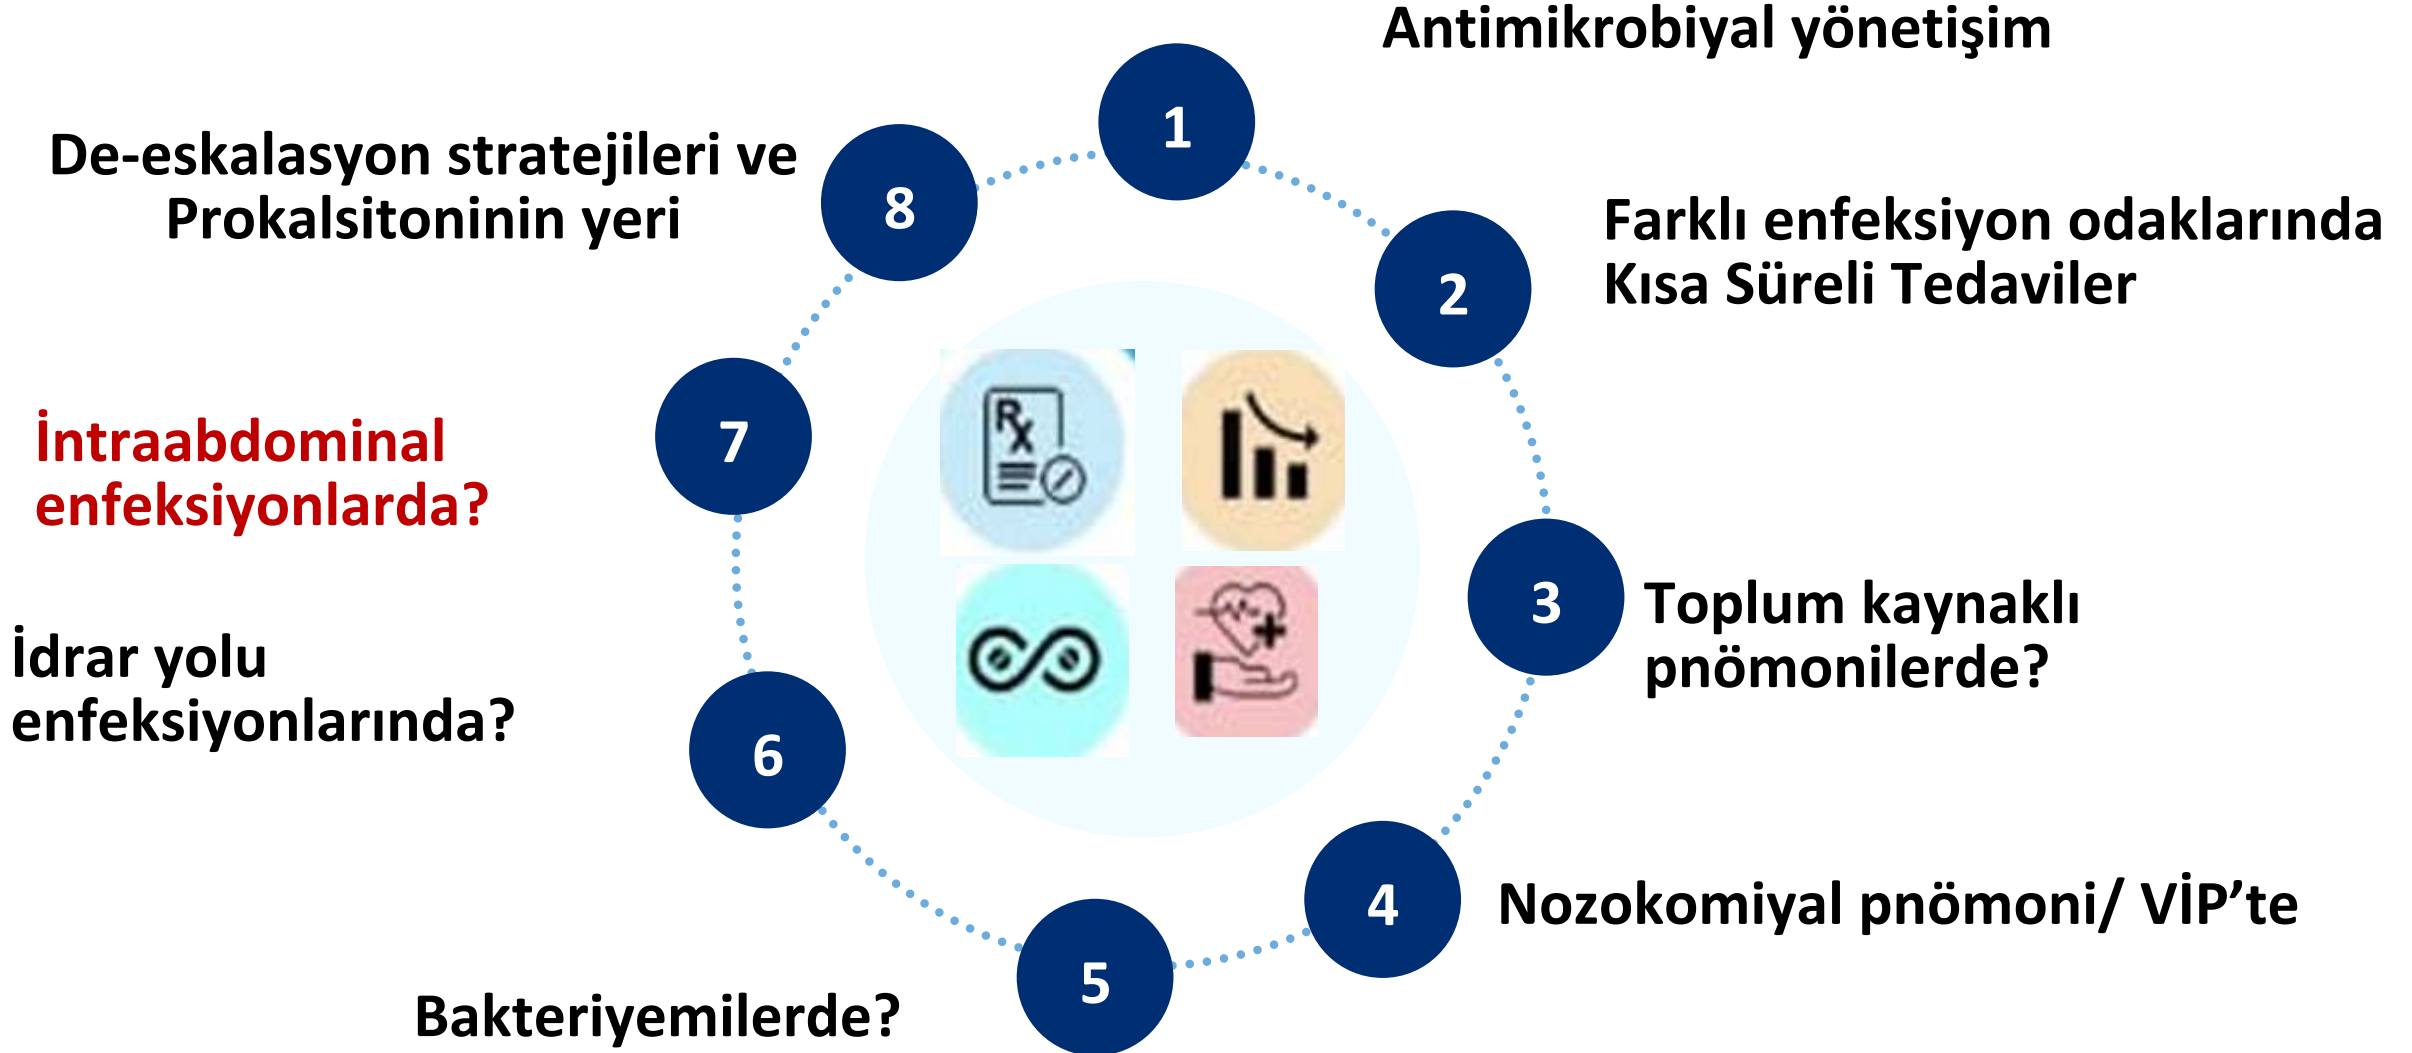 1
Antimikrobiyal yönetişim
2
Farklı enfeksiyon odaklarında
Kısa Süreli Tedaviler
3
Toplum kaynaklı
pnömonilerde?
4
Nozokomiyal pnömoni/ VİP’te
5
Bakteriyemilerde?
6
İdrar yolu
enfeksiyonlarında?
7
İntraabdominal
enfeksiyonlarda?
8
De-eskalasyon stratejileri ve
Prokalsitoninin yeri
Rx